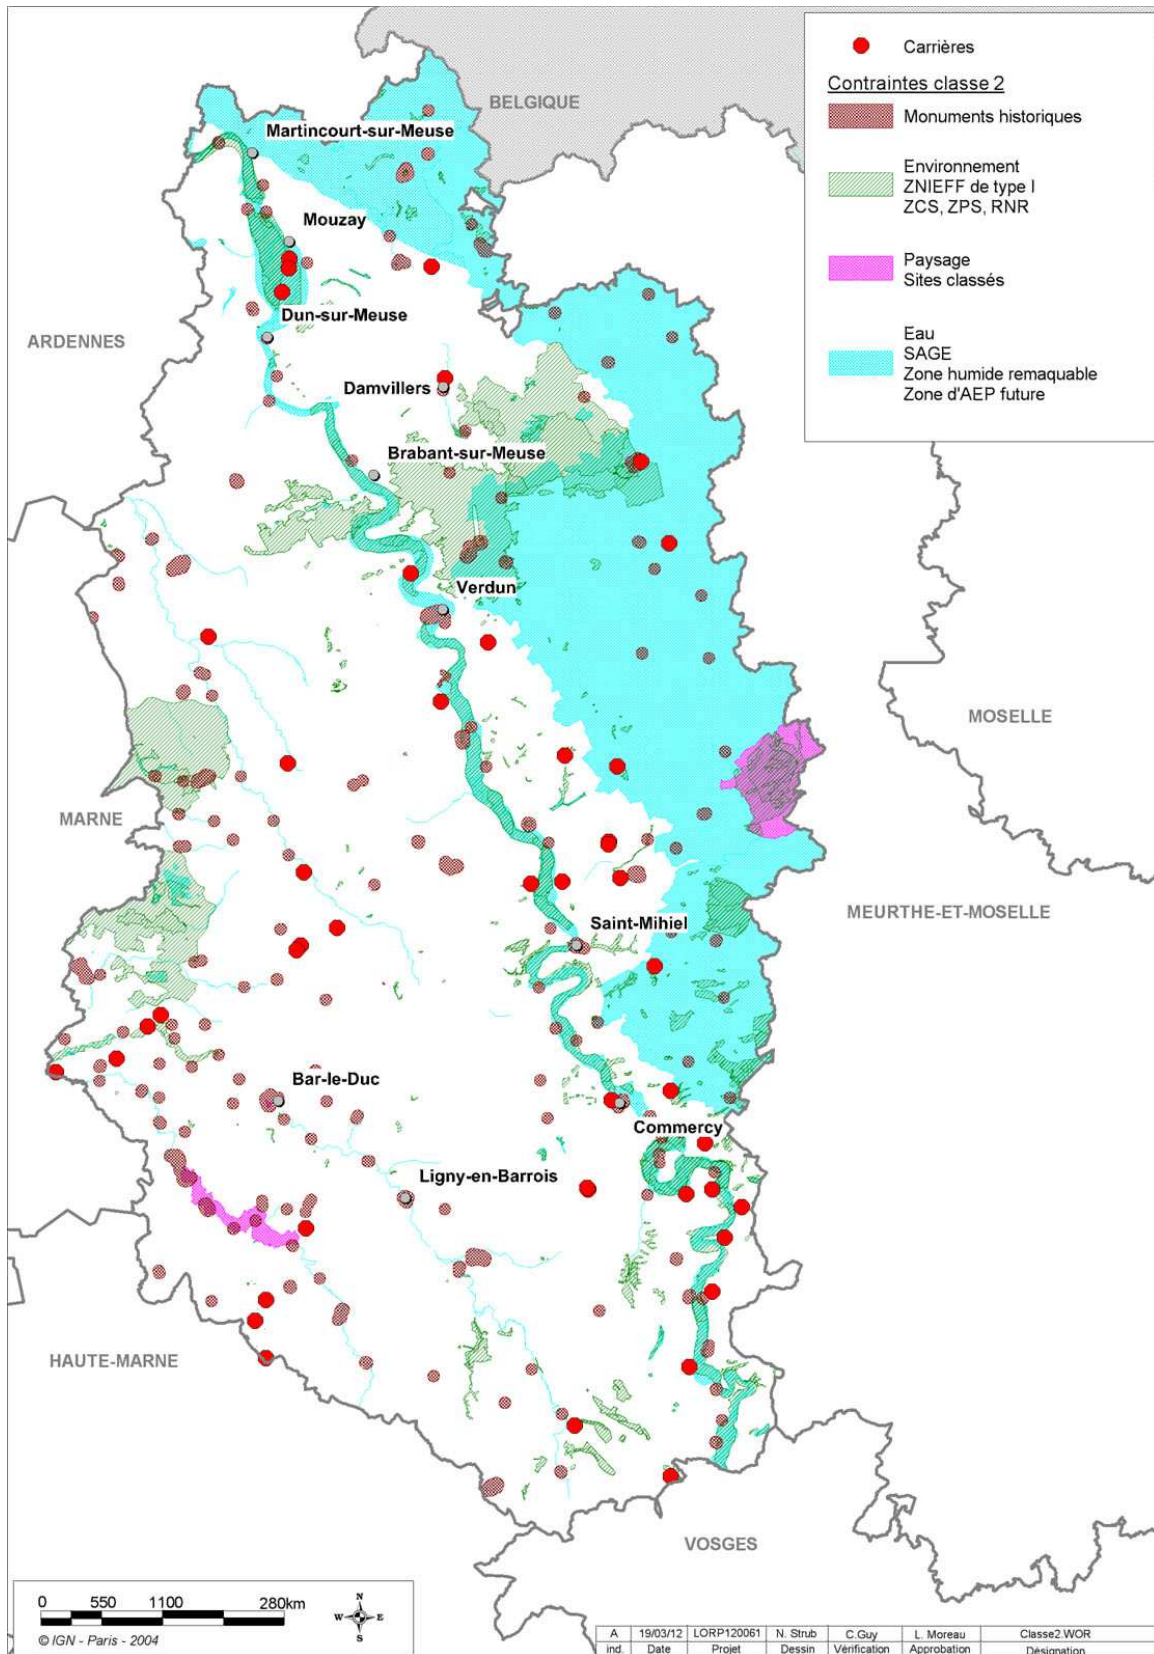 Carrières
Contraintes classe 2
Monuments historiques
Environnement
ZNIEFF de type I
ZCS, ZPS, RNR
Paysage
Sites classés
Eau
SAGE
Zone humide remaquable
Zone d'AEP future
BELGIQUE
Martincourt-sur-Meuse
Mouzay
Dun-sur-Meuse
ARDENNES
Damvillers
Brabant-sur-Meuse
Verdun
MOSELLE
MARNE
MEURTHE-ET-MOSELLE
Saint-Mihiel
Bar-le-Duc
Commercy
Ligny-en-Barrois
HAUTE-MARNE
VOSGES
0 550 1100 280km
N
W E
S
© IGN - Paris - 2004
A 19/03/12 LORP120061 N. Strub C.Guy L. Moreau Classe2.WOR
ind. Date Projet Dessin Vérification Approbation Désignation